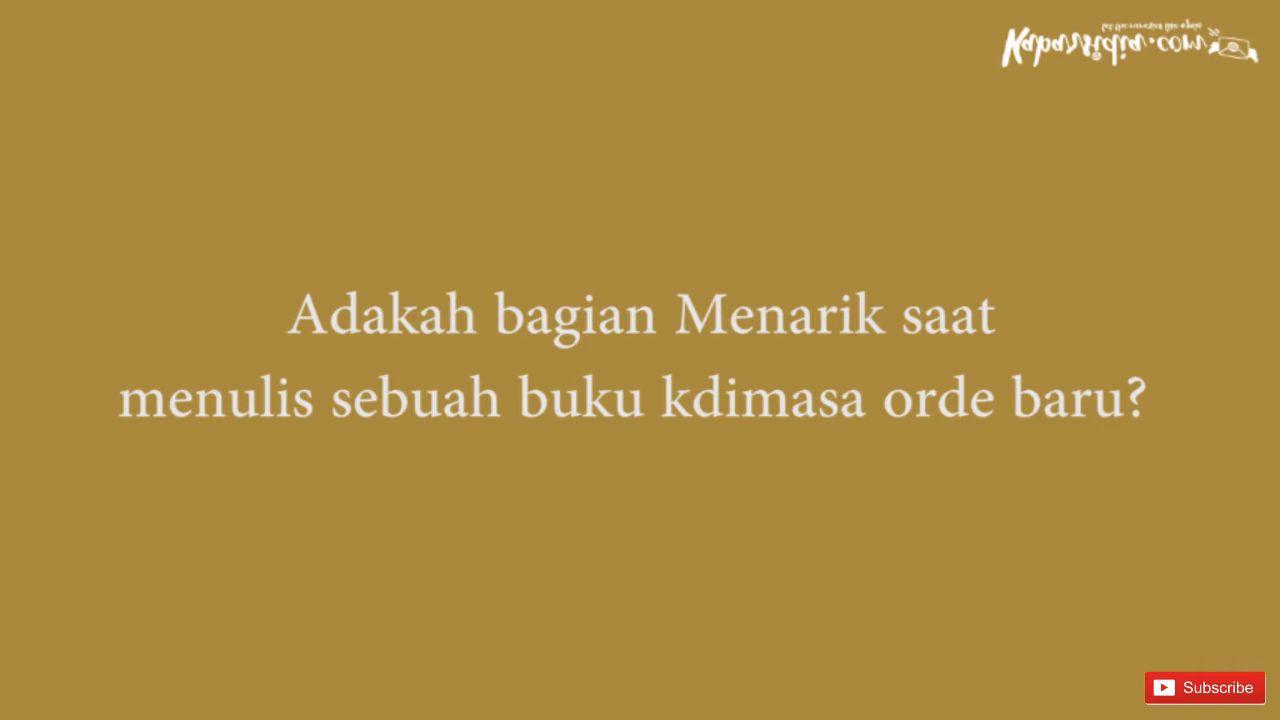 Adakah bagian Menarik saat
menulis sebuah buku kdimasa orde baru?
Subscribe